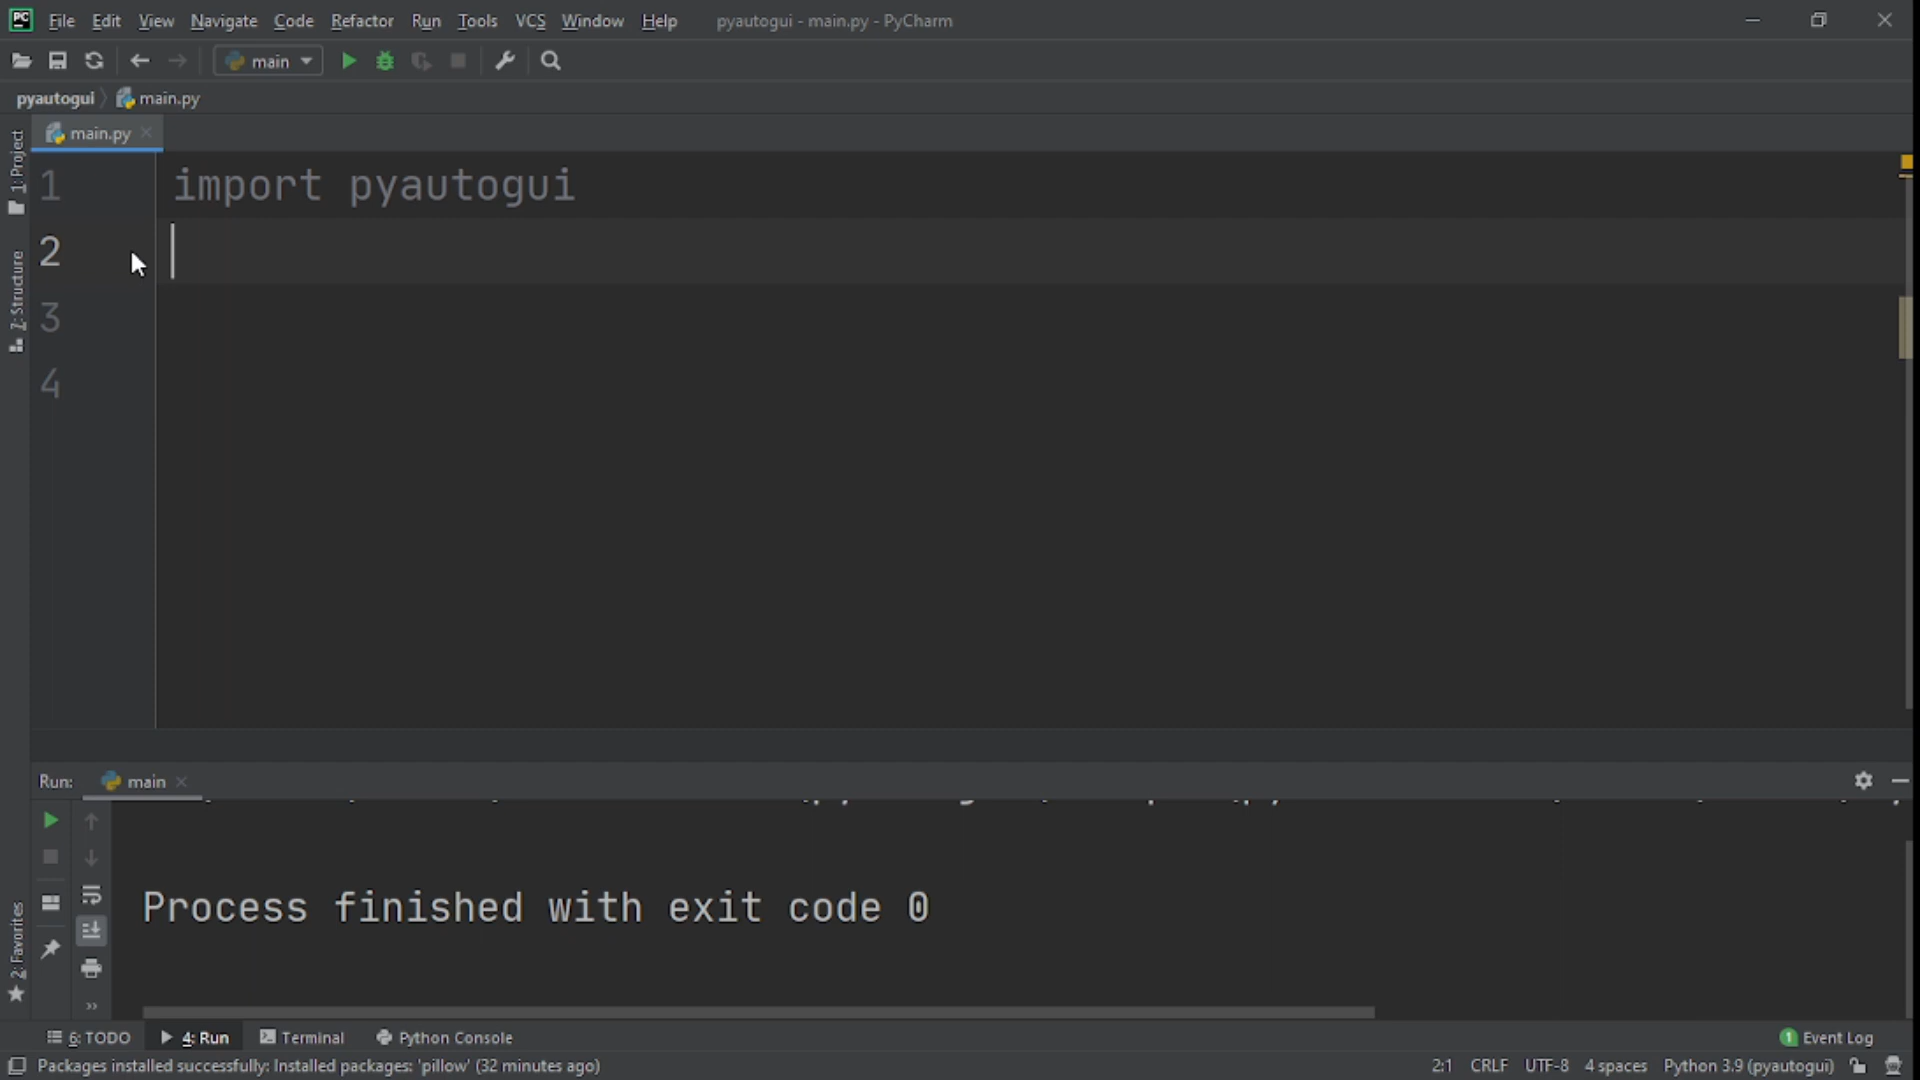 PC File Edit View Navigate Code Refactor Run Tools VCS Window Help pyautogui - main.py - PyCharm
main
pyautogui main.py
main.py
1: Project
7: Structure
2: Favorites
1 import pyautogui
2
3
4
Run: main
Process finished with exit code 0
6: TODO 4: Run Terminal Python Console 1 Event Log
Packages installed successfully: Installed packages: 'pillow' (32 minutes ago) 2:1 CRLF UTF-8 4 spaces Python 3.9 (pyautogui)